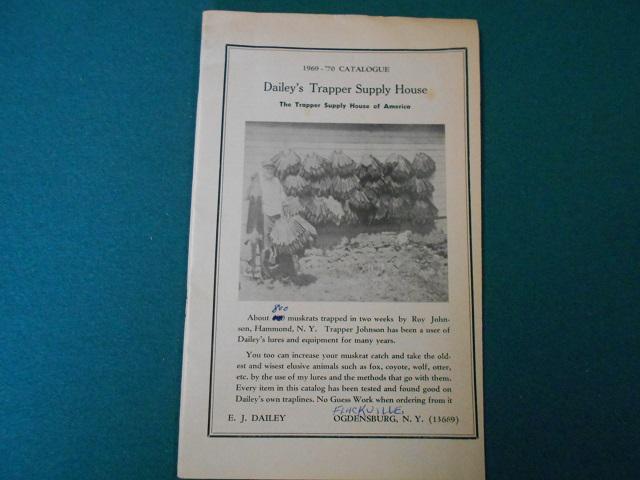 1969-'70 CATALOGUE
Dailey's Trapper Supply House
The Trapper Supply House of America
800
About muskrats trapped in two weeks by Roy John-
son, Hammond, N. Y. Trapper Johnson has been a user of
Dailey's lures and equipment for many years.
You too can increase your muskrat catch and take the old-
est and wisest elusive animals such as fox, coyote, wolf, otter,
etc. by the use of my lures and the methods that go with them.
Every item in this catalog has been tested and found good on
Dailey's own traplines. No Guess Work when ordering from it
FLACKVILLE
E. J. DAILEY OGDENSBURG, N. Y. (13669)